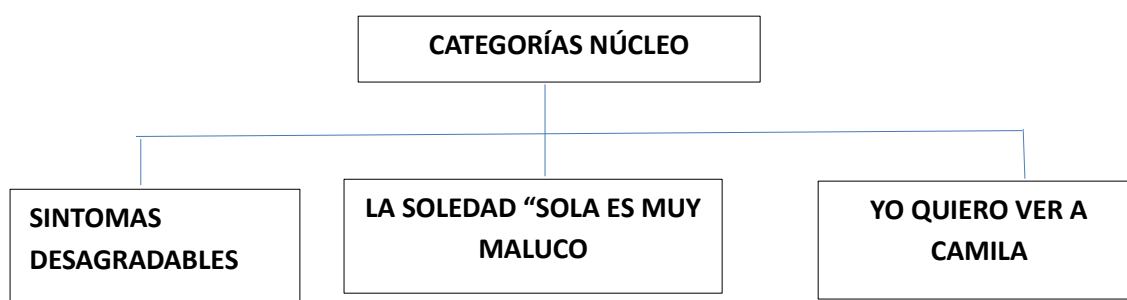 CATEGORÍAS NÚCLEO
SINTOMAS
DESAGRADABLES
LA SOLEDAD “SOLA ES MUY
MALUCO
YO QUIERO VER A
CAMILA